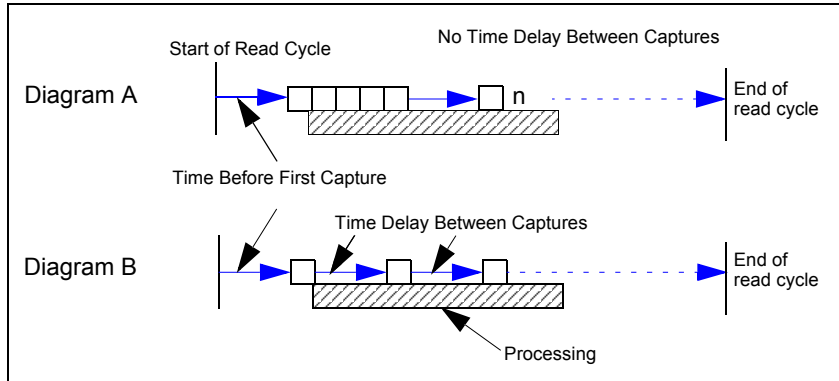 No Time Delay Between Captures
Start of Read Cycle
Diagram A
n
End of
read cycle
Time Before First Capture
Time Delay Between Captures
Diagram B
End of
read cycle
Processing